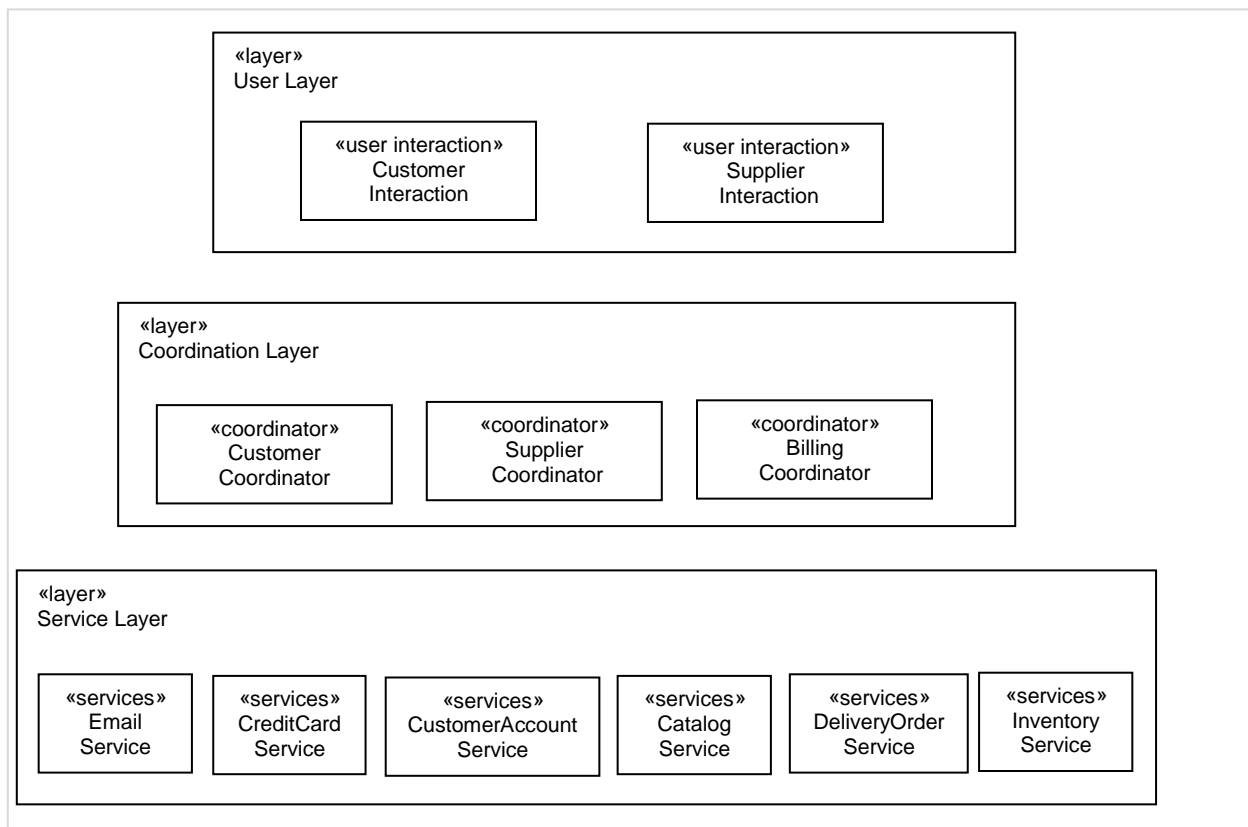 «layer»
User Layer
«user interaction»
Customer
Interaction
«user interaction»
Supplier
Interaction
«layer»
Coordination Layer
«coordinator»
Customer
Coordinator
«coordinator»
Supplier
Coordinator
«coordinator»
Billing
Coordinator
«layer»
Service Layer
«services»
Email
Service
«services»
CreditCard
Service
«services»
CustomerAccount
Service
«services»
Catalog
Service
«services»
DeliveryOrder
Service
«services»
Inventory
Service